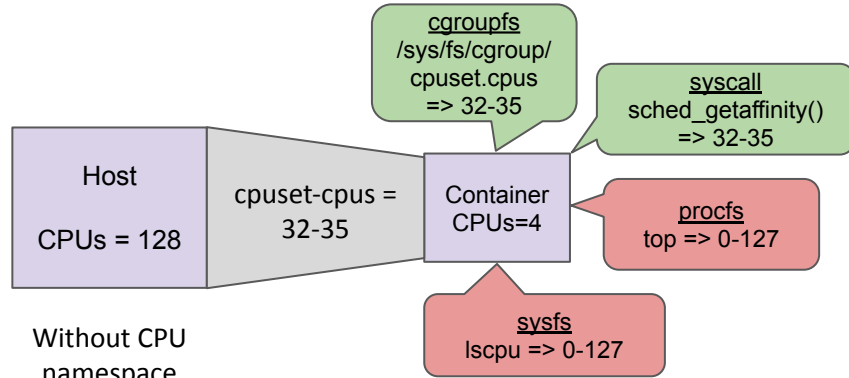 cgroupfs
/sys/fs/cgroup/
cpuset.cpus
=> 32-35
syscall
sched_getaffinity()
=> 32-35
Host
CPUs = 128
cpuset-cpus =
32-35
Container
CPUs=4
procfs
top => 0-127
sysfs
lscpu => 0-127
Without CPU
namespace